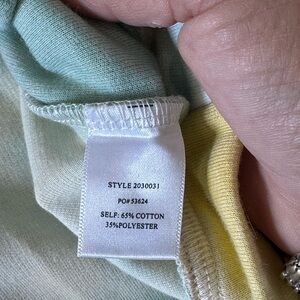 STYLE 2030031
PO# 53624
SELF: 65% COTTON
35%POLYESTER